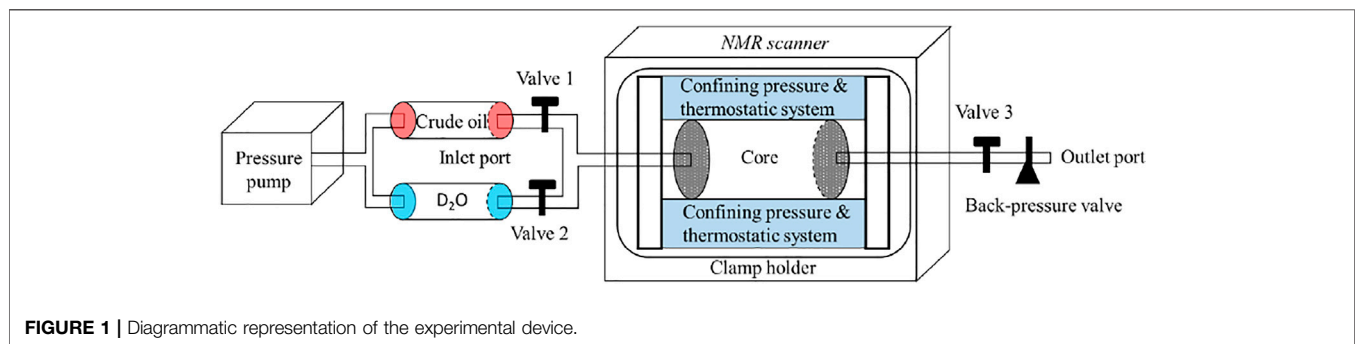 NMR scanner
Valve 1
Confining pressure &
thermostatic system
Valve 3
Crude oil
Pressure
pump
Inlet port
Core
Outlet port
D₂O
Back-pressure valve
Valve 2
Confining pressure &
thermostatic system
Clamp holder
FIGURE 1 | Diagrammatic representation of the experimental device.